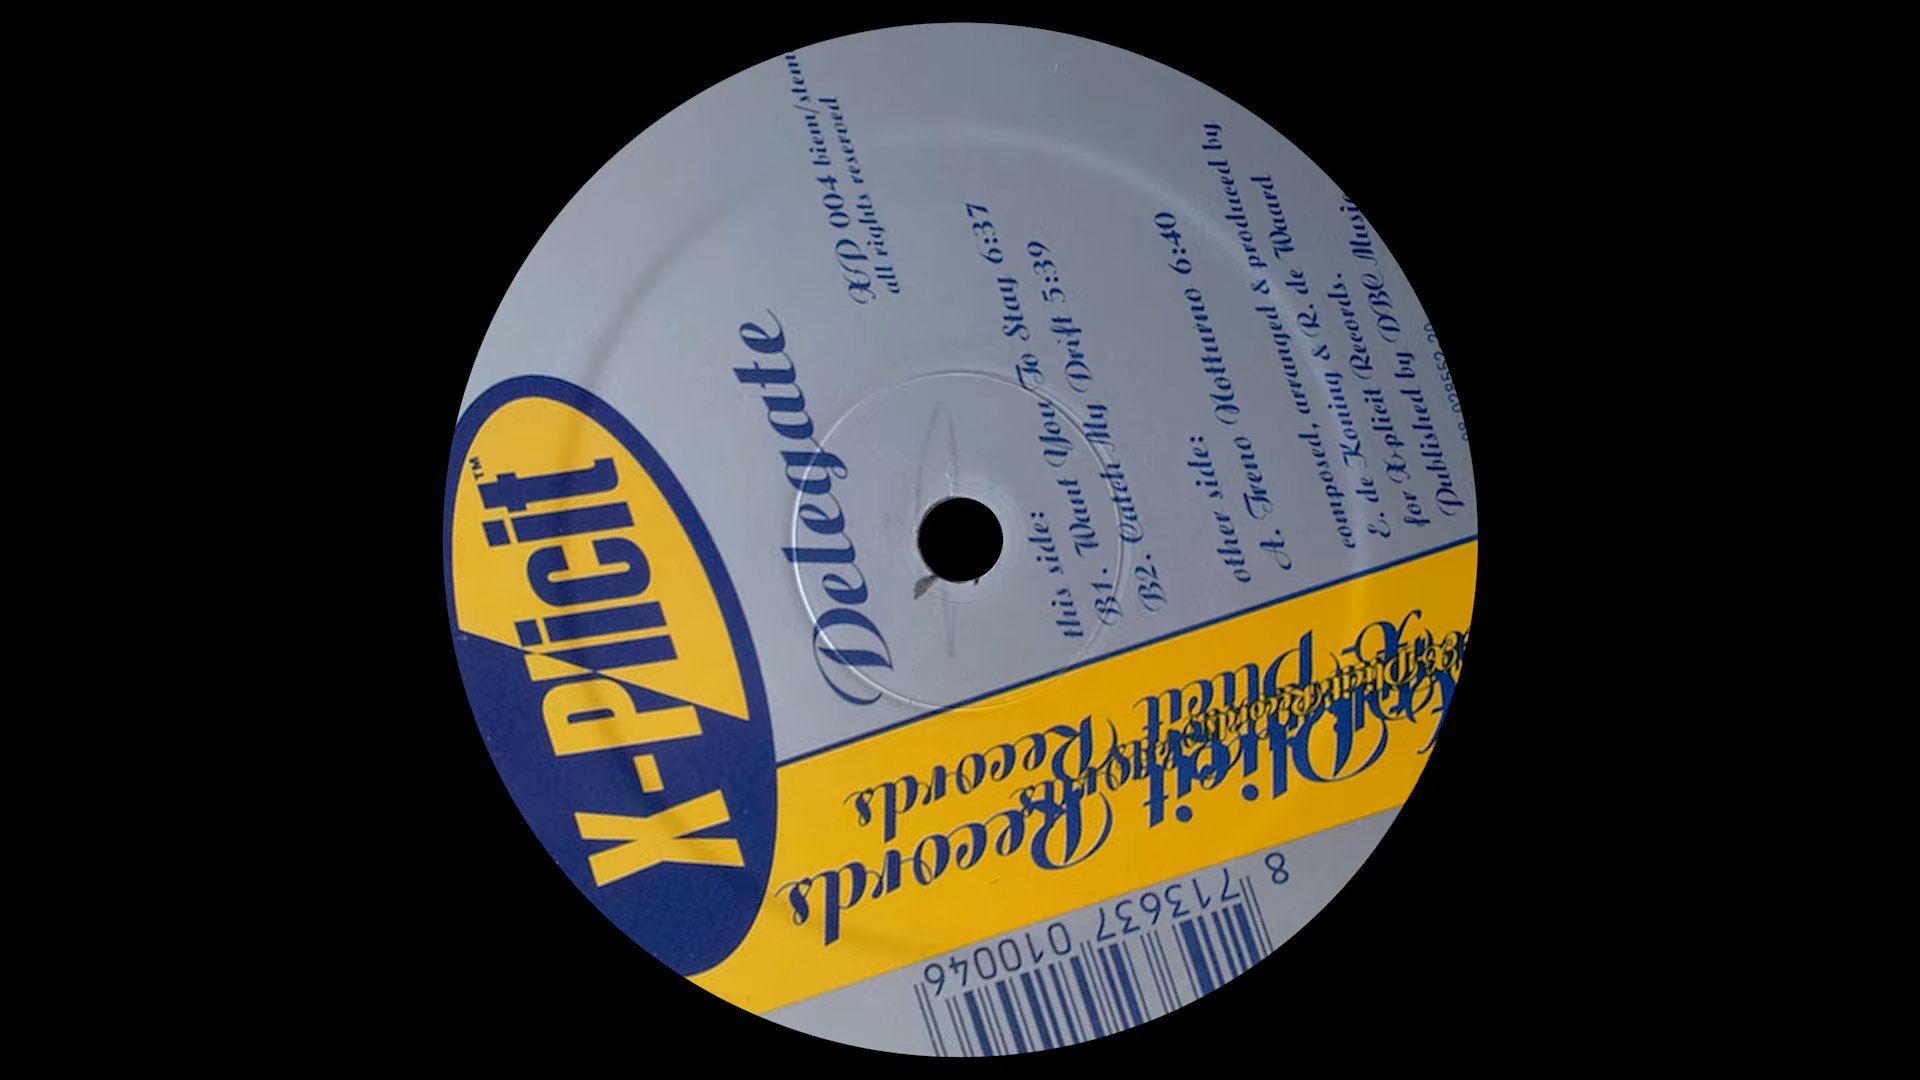 X-Plicit™
Delegate
XP 004 biem/stem
all rights reserved
this side:
B1. Want You To Stay 6:37
B2. Catch My Drift 5:39
other side:
A. Treno Notturno 6:40
composed, arranged & produced by
E. de Koning & R. de Waard
for X-plicit Records.
Published by DBC Music
X-Plicit Records
X-Plicit Records
8 713637 010046